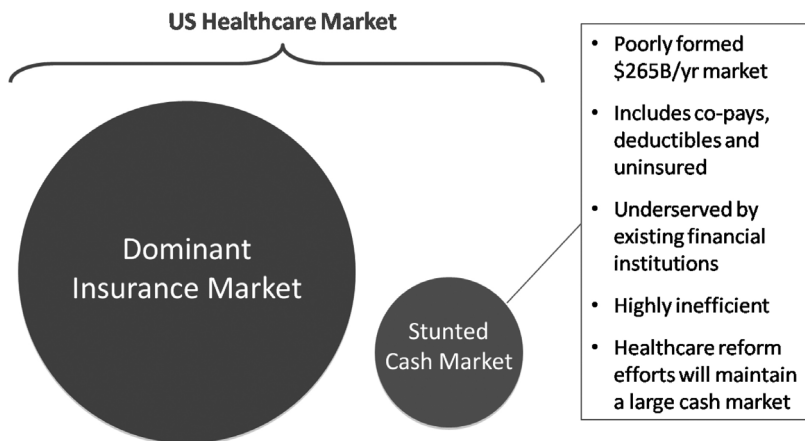 US Healthcare Market
Dominant
Insurance Market
Stunted
Cash Market
• Poorly formed
$265B/yr market
• Includes co-pays,
deductibles and
uninsured
• Underserved by
existing financial
institutions
• Highly inefficient
• Healthcare reform
efforts will maintain
a large cash market